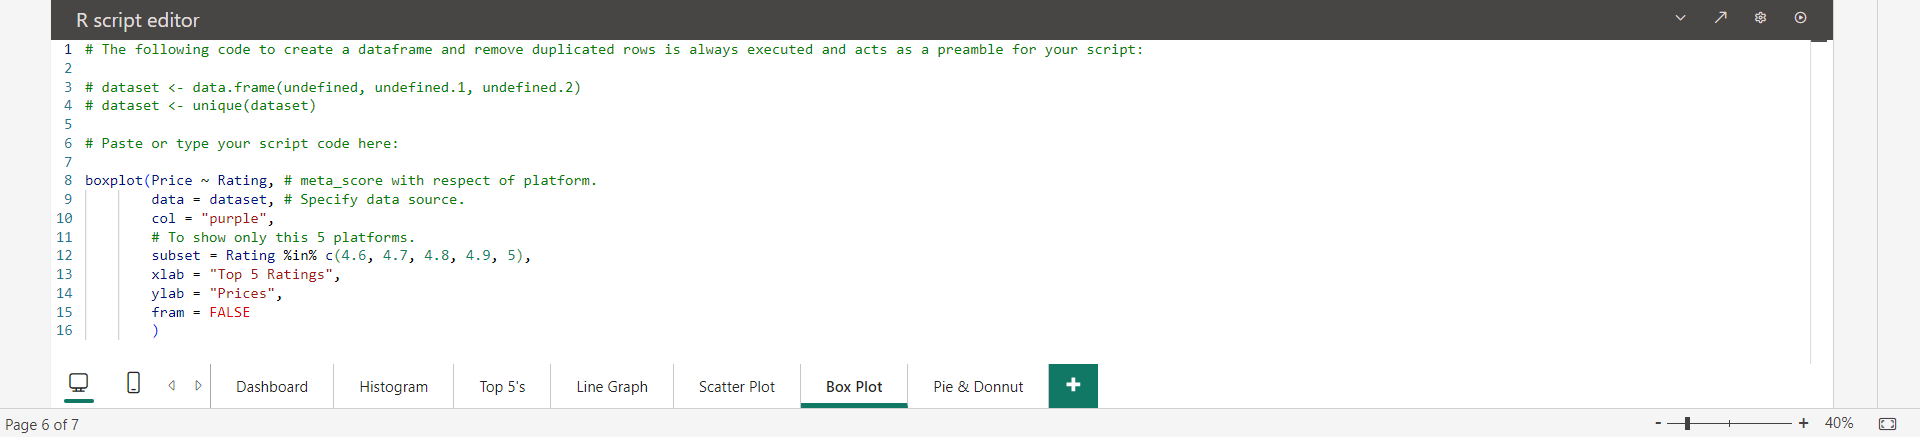 R script editor
1 # The following code to create a dataframe and remove duplicated rows is always executed and acts as a preamble for your script:
2
3 # dataset <- data.frame(undefined, undefined.1, undefined.2)
4 # dataset <- unique(dataset)
5
6 # Paste or type your script code here:
7
8 boxplot(Price ~ Rating, # meta_score with respect of platform.
9 data = dataset, # Specify data source.
10 col = "purple",
11 # To show only this 5 platforms.
12 subset = Rating %in% c(4.6, 4.7, 4.8, 4.9, 5),
13 xlab = "Top 5 Ratings",
14 ylab = "Prices",
15 fram = FALSE
16 )
Dashboard Histogram Top 5's Line Graph Scatter Plot Box Plot Pie & Donnut +
Page 6 of 7 - + 40%